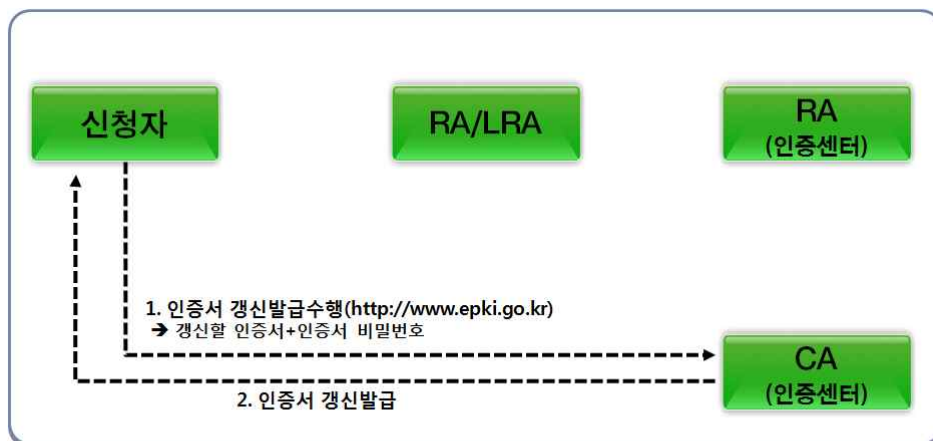 신청자
RA/LRA
RA
(인증센터)
1. 인증서 갱신발급수행(http://www.epki.go.kr)
➔ 갱신할 인증서+인증서 비밀번호
CA
(인증센터)
2. 인증서 갱신발급